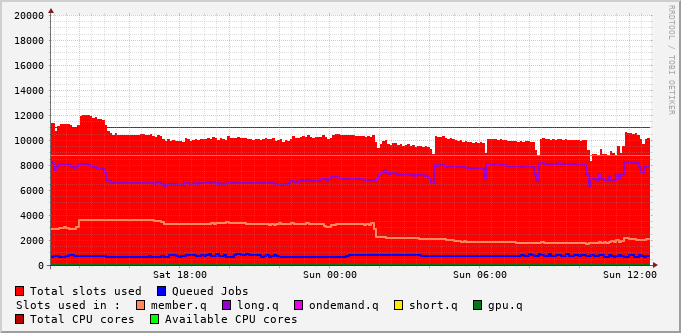 20000
18000
16000
14000
12000
10000
8000
6000
4000
2000
0
Sat 18:00 Sun 00:00 Sun 06:00 Sun 12:00
RRDTOOL / TOBI OETIKER
Total slots used Queued Jobs
Slots used in : member.q long.q ondemand.q short.q gpu.q
Total CPU cores Available CPU cores